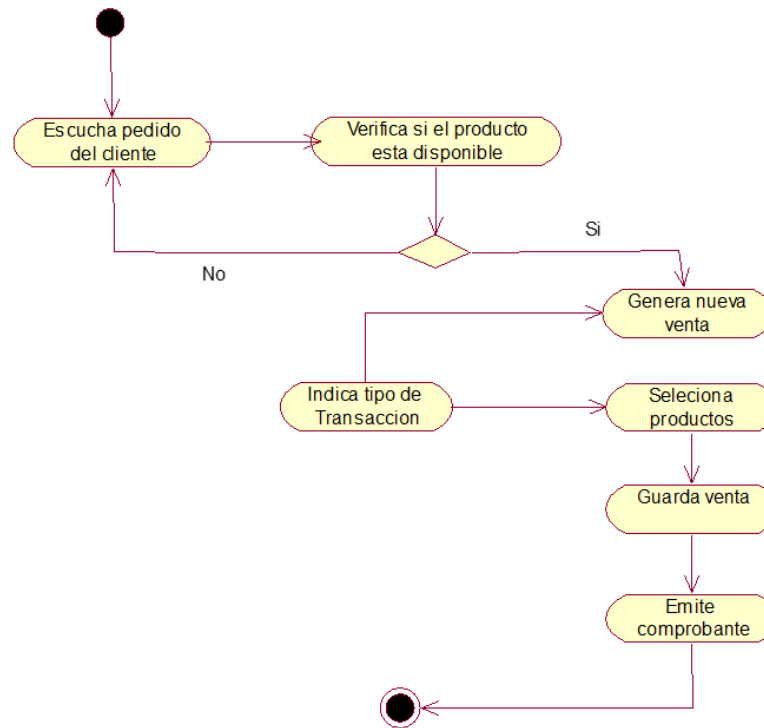 Escucha pedido
del cliente
Verifica si el producto
esta disponible
Si
No
Genera nueva
venta
Indica tipo de
Transaccion
Seleciona
productos
Guarda venta
Emite
comprobante